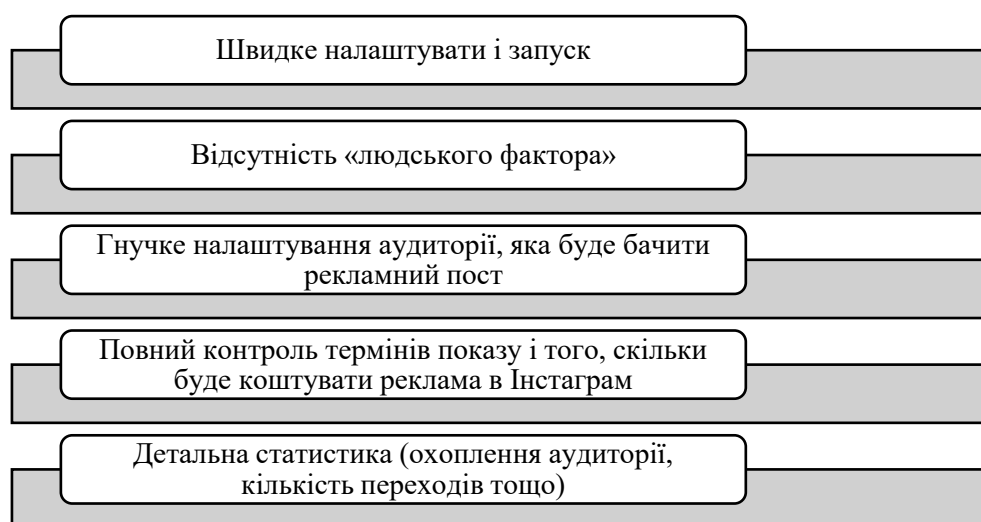 Швидке налаштувати і запуск
Відсутність «людського фактора»
Гнучке налаштування аудиторії, яка буде бачити
рекламний пост
Повний контроль термінів показу і того, скільки
буде коштувати реклама в Інстаграм
Детальна статистика (охоплення аудиторії,
кількість переходів тощо)